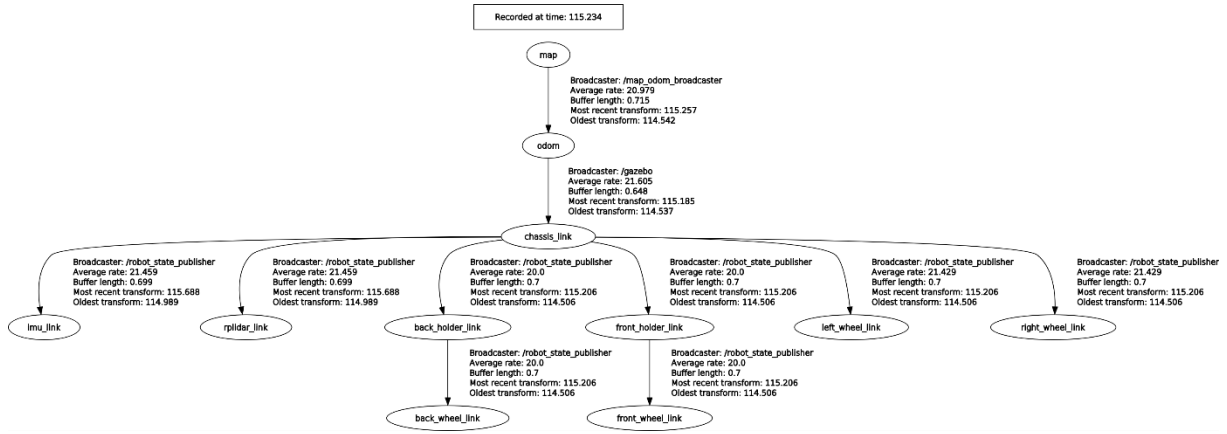 Recorded at time: 115.234
map
Broadcaster: /map_odom_broadcaster
Average rate: 20.979
Buffer length: 0.715
Most recent transform: 115.257
Oldest transform: 114.542
odom
Broadcaster: /gazebo
Average rate: 21.605
Buffer length: 0.648
Most recent transform: 115.185
Oldest transform: 114.537
chassis_link
Broadcaster: /robot_state_publisher
Average rate: 21.459
Buffer length: 0.699
Most recent transform: 115.688
Oldest transform: 114.989
Broadcaster: /robot_state_publisher
Average rate: 21.459
Buffer length: 0.699
Most recent transform: 115.688
Oldest transform: 114.989
Broadcaster: /robot_state_publisher
Average rate: 20.0
Buffer length: 0.7
Most recent transform: 115.206
Oldest transform: 114.506
Broadcaster: /robot_state_publisher
Average rate: 20.0
Buffer length: 0.7
Most recent transform: 115.206
Oldest transform: 114.506
Broadcaster: /robot_state_publisher
Average rate: 21.429
Buffer length: 0.7
Most recent transform: 115.206
Oldest transform: 114.506
Broadcaster: /robot_state_publisher
Average rate: 21.429
Buffer length: 0.7
Most recent transform: 115.206
Oldest transform: 114.506
imu_link
rplidar_link
back_holder_link
front_holder_link
left_wheel_link
right_wheel_link
Broadcaster: /robot_state_publisher
Average rate: 20.0
Buffer length: 0.7
Most recent transform: 115.206
Oldest transform: 114.506
Broadcaster: /robot_state_publisher
Average rate: 20.0
Buffer length: 0.7
Most recent transform: 115.206
Oldest transform: 114.506
back_wheel_link
front_wheel_link